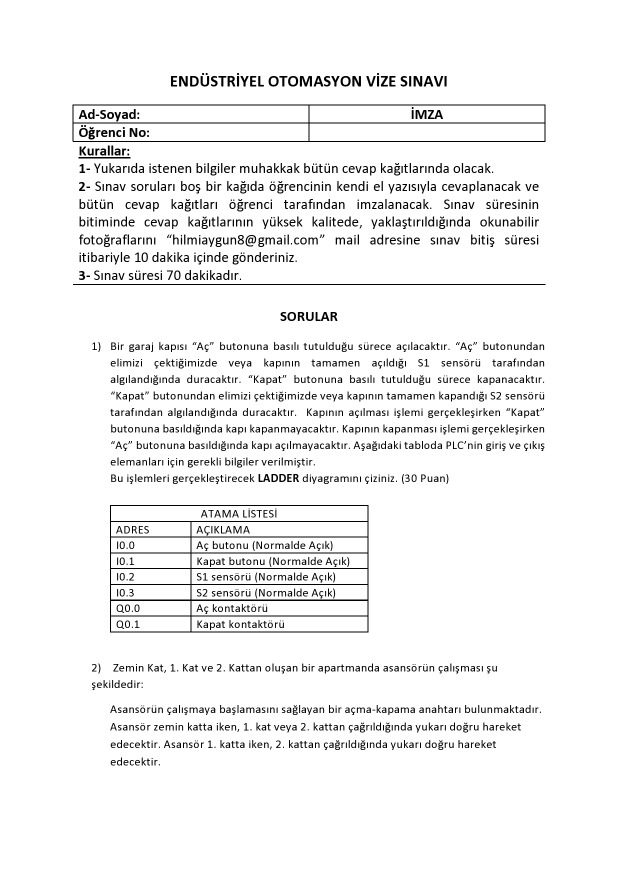 ENDÜSTRİYEL OTOMASYON VİZE SINAVI
Ad-Soyad: İMZA
Öğrenci No:
Kurallar:
1- Yukarıda istenen bilgiler muhakkak bütün cevap kağıtlarında olacak.
2- Sınav soruları boş bir kağıda öğrencinin kendi el yazısıyla cevaplanacak ve
bütün cevap kağıtları öğrenci tarafından imzalanacak. Sınav süresinin
bitiminde cevap kağıtlarının yüksek kalitede, yaklaştırıldığında okunabilir
fotoğraflarını “hilmiaygun8@gmail.com” mail adresine sınav bitiş süresi
itibariyle 10 dakika içinde gönderiniz.
3- Sınav süresi 70 dakikadır.
SORULAR
1) Bir garaj kapısı “Aç” butonuna basılı tutulduğu sürece açılacaktır. “Aç” butonundan
elimizi çektiğimizde veya kapının tamamen açıldığı S1 sensörü tarafından
algılandığında duracaktır. “Kapat” butonuna basılı tutulduğu sürece kapanacaktır.
“Kapat” butonundan elimizi çektiğimizde veya kapının tamamen kapandığı S2 sensörü
tarafından algılandığında duracaktır. Kapının açılması işlemi gerçekleşirken “Kapat”
butonuna basıldığında kapı kapanmayacaktır. Kapının kapanması işlemi gerçekleşirken
“Aç” butonuna basıldığında kapı açılmayacaktır. Aşağıdaki tabloda PLC’nin giriş ve çıkış
elemanları için gerekli bilgiler verilmiştir.
Bu işlemleri gerçekleştirecek LADDER diyagramını çiziniz. (30 Puan)
ATAMA LİSTESİ
ADRES AÇIKLAMA
I0.0 Aç butonu (Normalde Açık)
I0.1 Kapat butonu (Normalde Açık)
I0.2 S1 sensörü (Normalde Açık)
I0.3 S2 sensörü (Normalde Açık)
Q0.0 Aç kontaktörü
Q0.1 Kapat kontaktörü
2) Zemin Kat, 1. Kat ve 2. Kattan oluşan bir apartmanda asansörün çalışması şu
şekildedir:
Asansörün çalışmaya başlamasını sağlayan bir açma-kapama anahtarı bulunmaktadır.
Asansör zemin katta iken, 1. kat veya 2. kattan çağrıldığında yukarı doğru hareket
edecektir. Asansör 1. katta iken, 2. kattan çağrıldığında yukarı doğru hareket
edecektir.